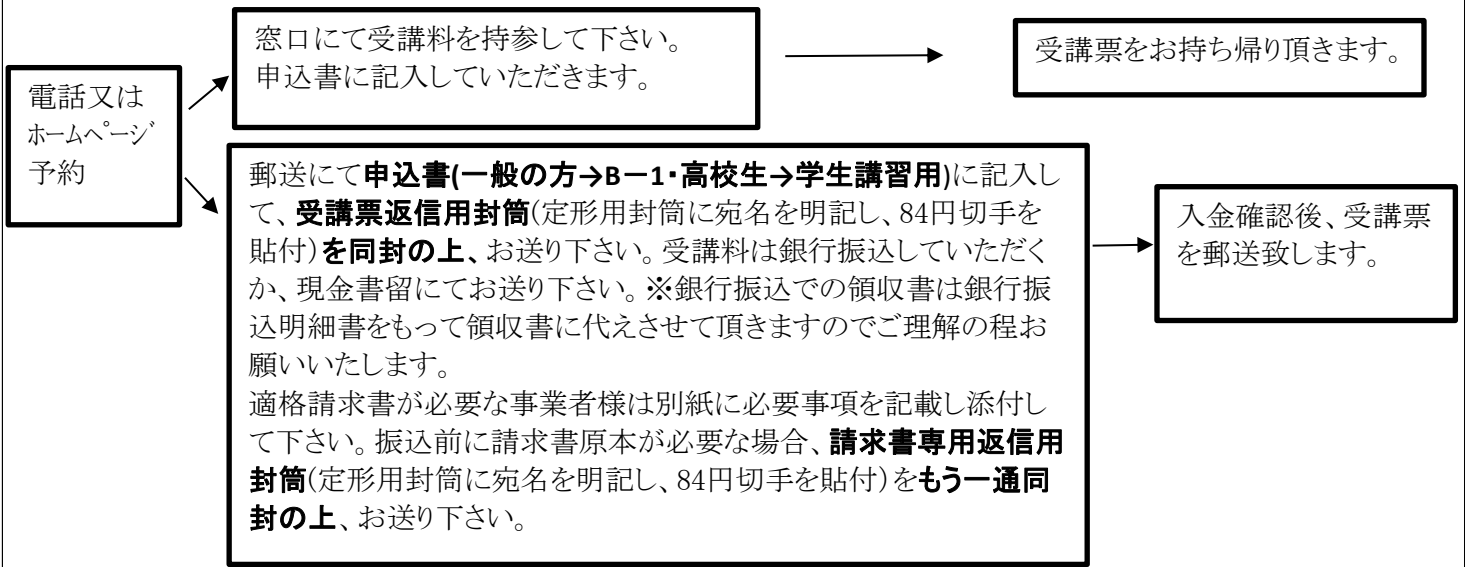 電話又は
ﾎｰﾑﾍﾟｰｼﾞ
予約
窓口にて受講料を持参して下さい。
申込書に記入していただきます。
受講票をお持ち帰り頂きます。
郵送にて申込書(一般の方→B－1・高校生→学生講習用)に記入し
て、受講票返信用封筒(定形用封筒に宛名を明記し、84円切手を
貼付)を同封の上、お送り下さい。受講料は銀行振込していただく
か、現金書留にてお送り下さい。※銀行振込での領収書は銀行振
込明細書をもって領収書に代えさせて頂きますのでご理解の程お
願いいたします。
適格請求書が必要な事業者様は別紙に必要事項を記載し添付し
て下さい。振込前に請求書原本が必要な場合、請求書専用返信用
封筒(定形用封筒に宛名を明記し、84円切手を貼付)をもう一通同
封の上、お送り下さい。
入金確認後、受講票
を郵送致します。